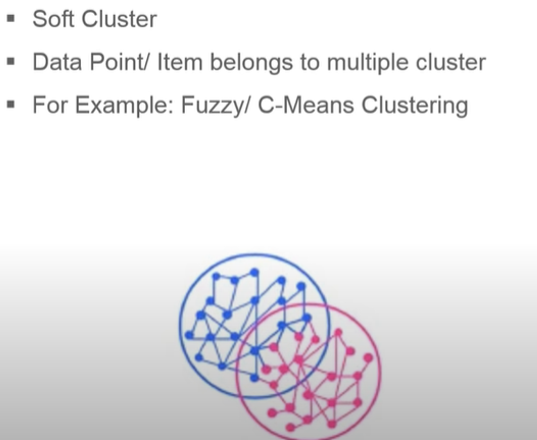 ▪ Soft Cluster
▪ Data Point/ Item belongs to multiple cluster
▪ For Example: Fuzzy/ C-Means Clustering